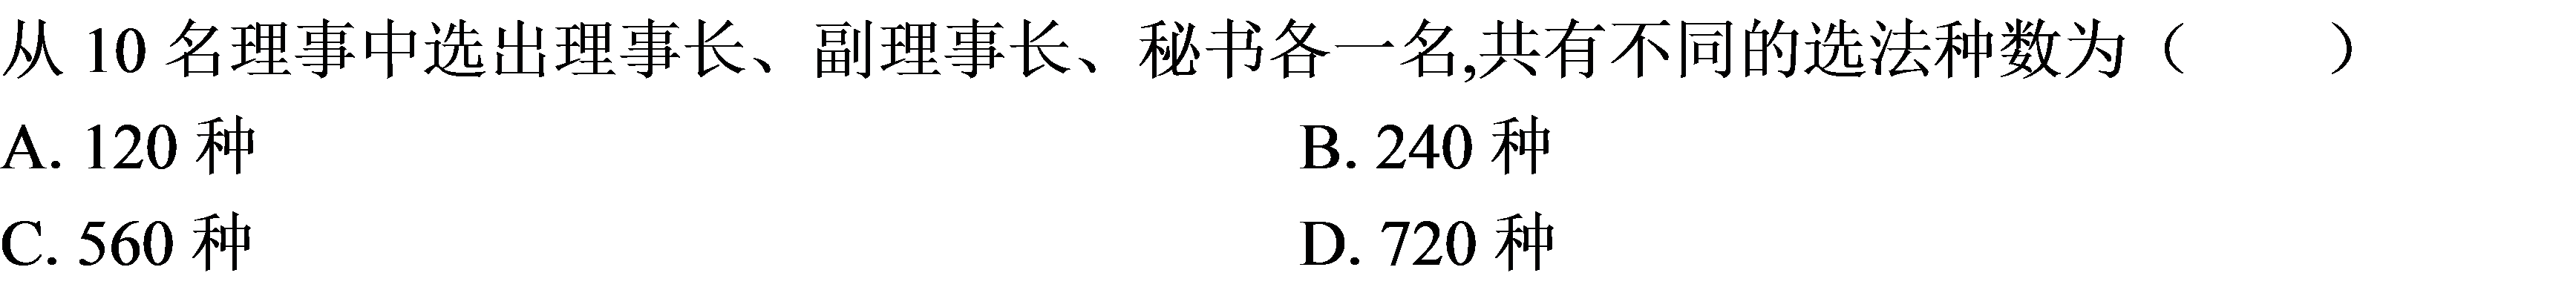 从 10 名理事中选出理事长、副理事长、秘书各一名,共有不同的选法种数为（　　）
A. 120 种　　B. 240 种
C. 560 种　　D. 720 种